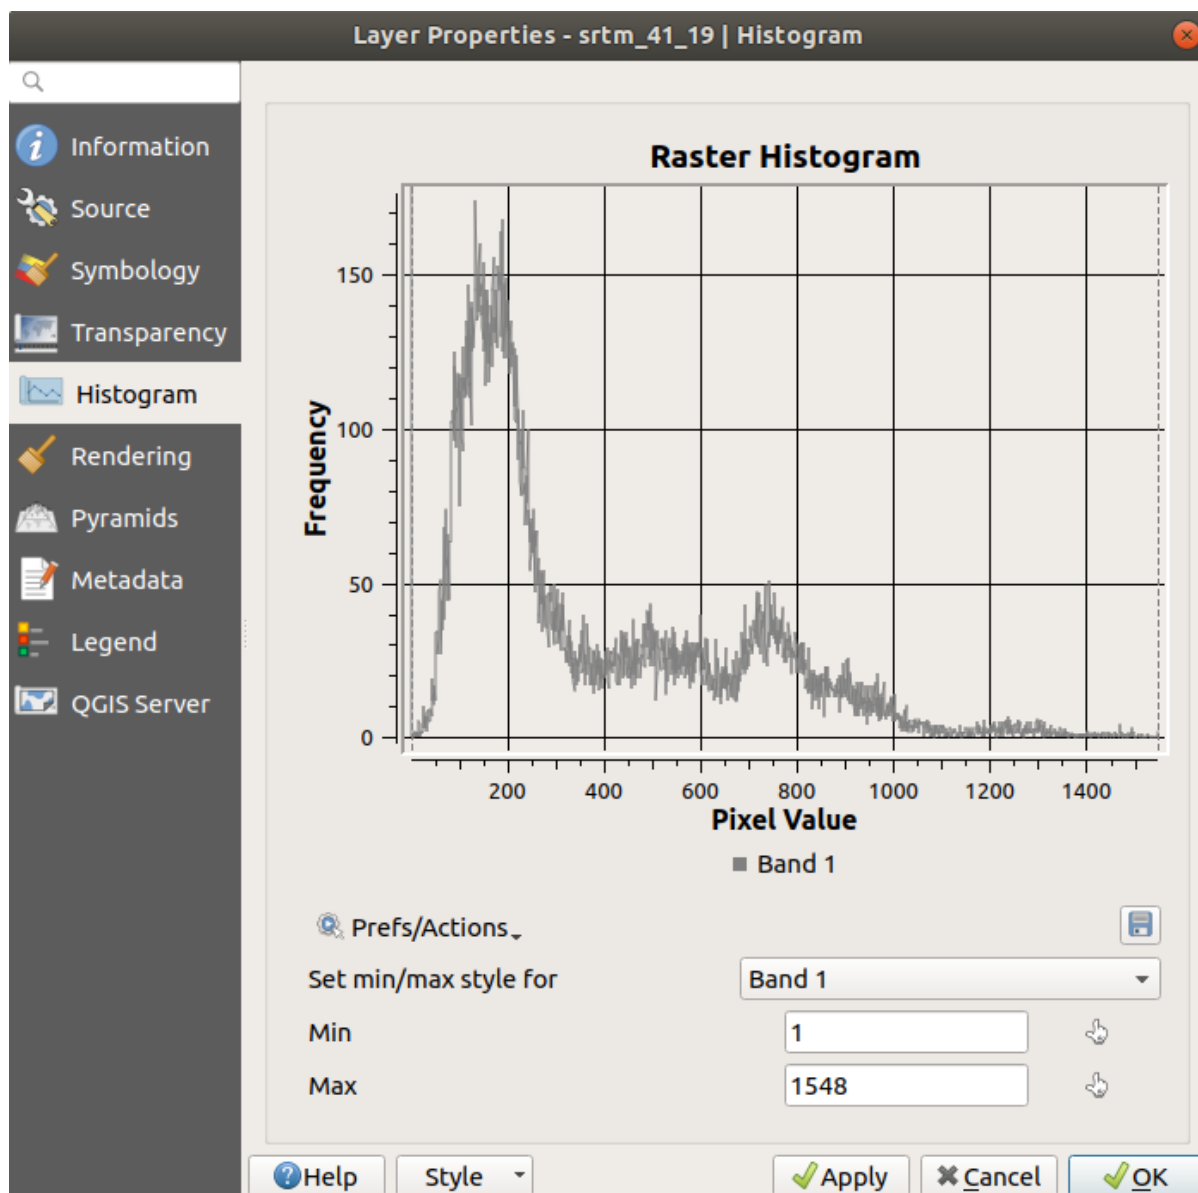 Layer Properties - srtm_41_19 | Histogram
Information
Source
Symbology
Transparency
Histogram
Rendering
Pyramids
Metadata
Legend
QGIS Server
Raster Histogram
Frequency
150
100
50
0
200 400 600 800 1000 1200 1400
Pixel Value
Band 1
Prefs/Actions
Set min/max style for Band 1
Min 1
Max 1548
Help Style Apply Cancel OK